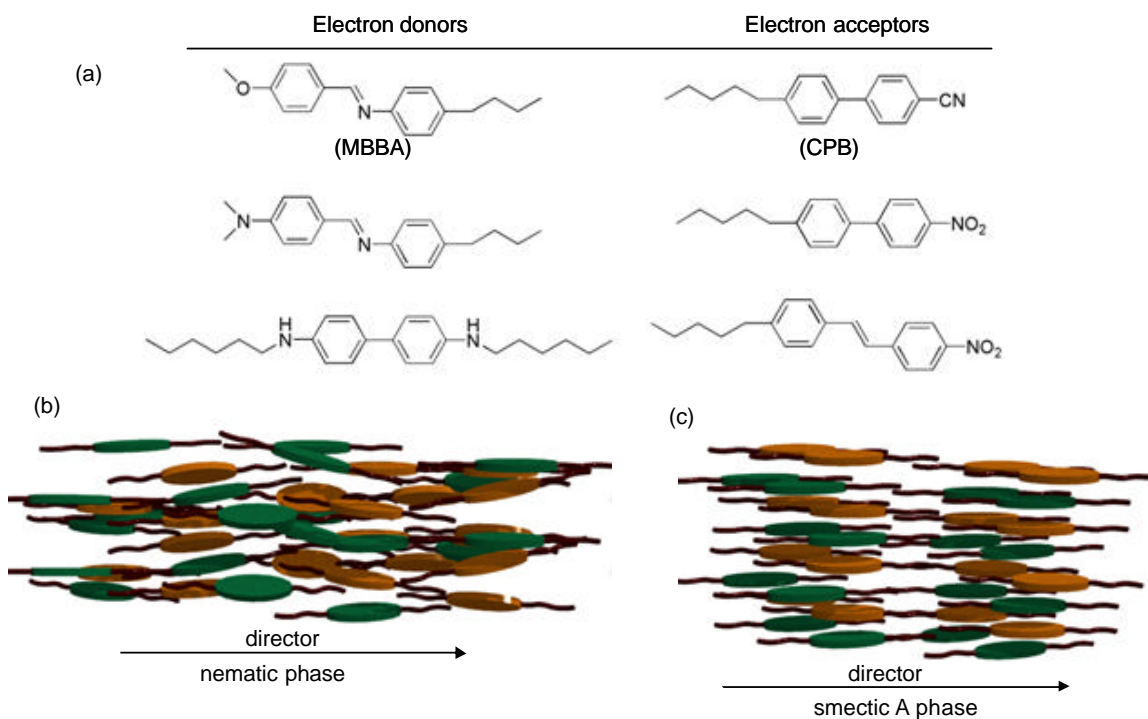 Electron donors
Electron acceptors
(a)
O
N
(MBBA)
CN
(CPB)
N
N
NO2
H
N
H
N
NO2
(b)
(c)
director
nematic phase
director
smectic A phase